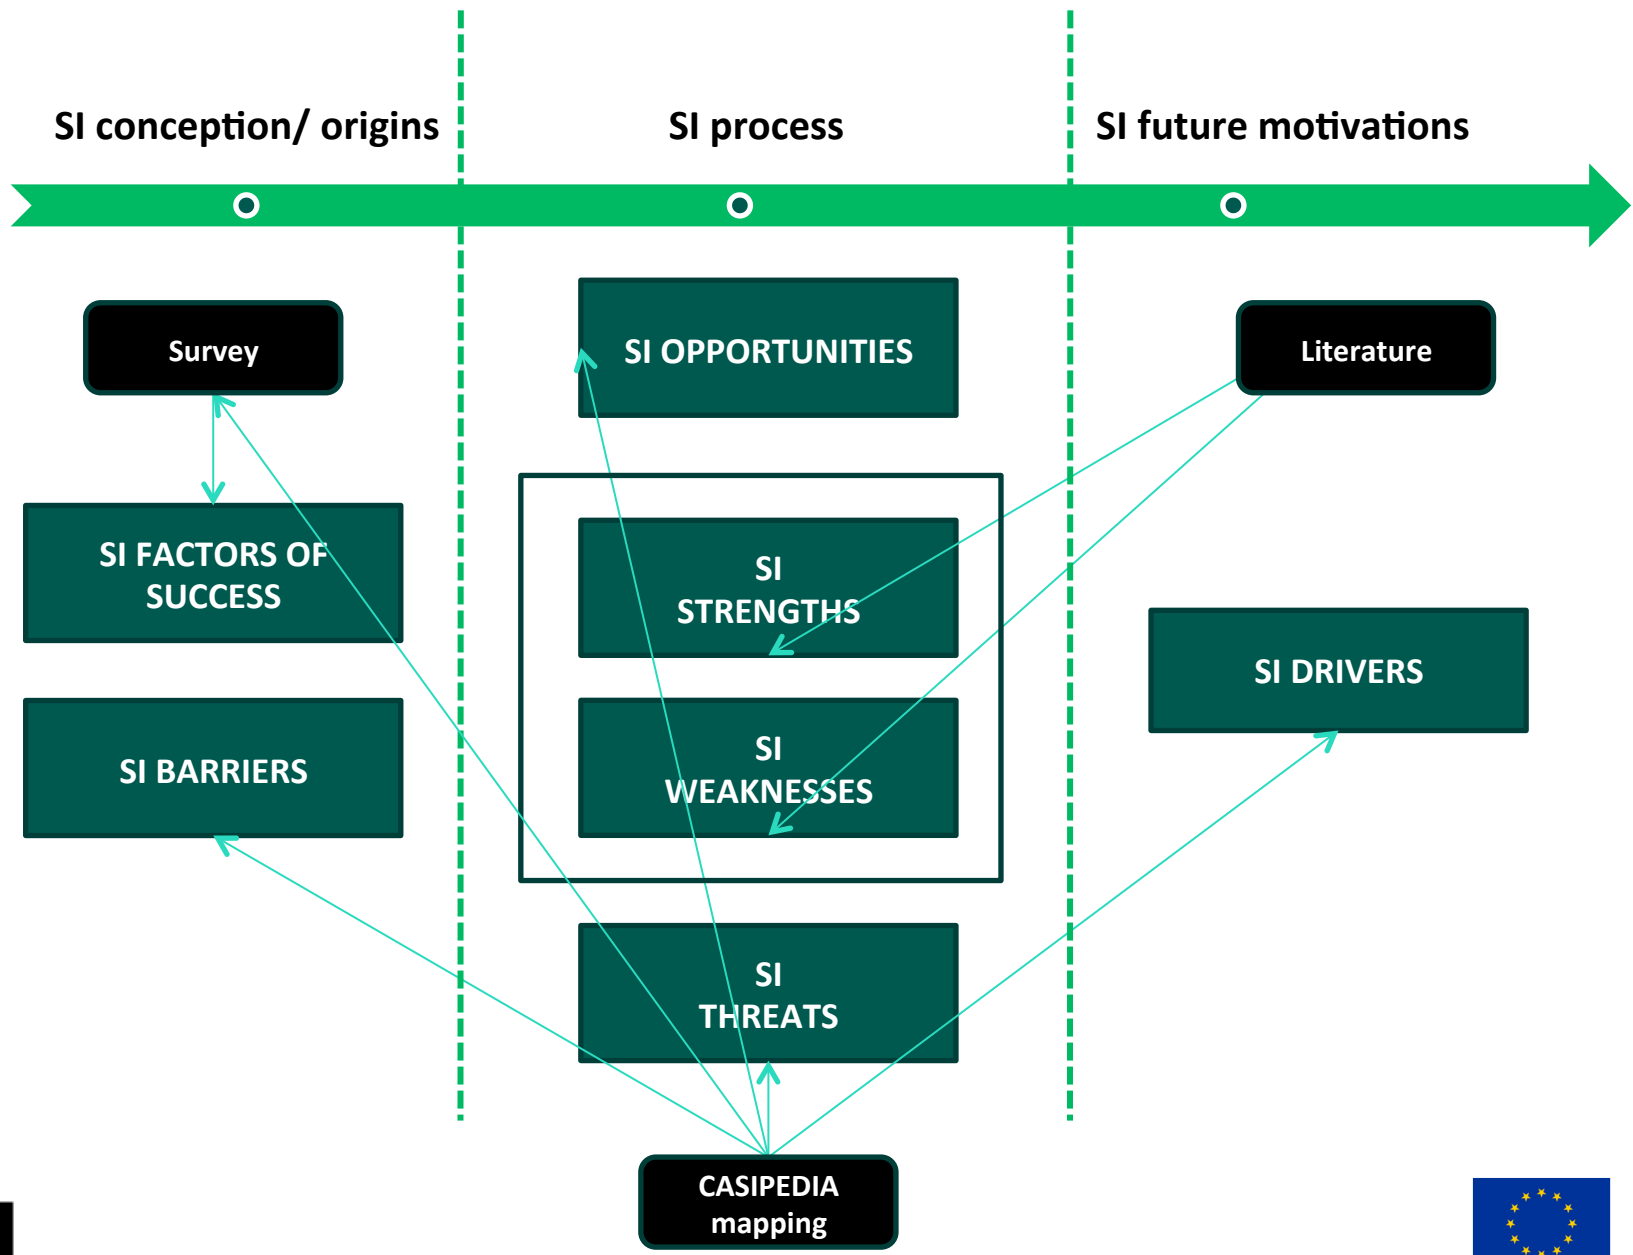 SI conception/ origins
SI process
SI future motivations
Survey
SI OPPORTUNITIES
Literature
SI FACTORS OF
SUCCESS
SI
STRENGTHS
SI DRIVERS
SI BARRIERS
SI
WEAKNESSES
SI
THREATS
CASIPEDIA
mapping